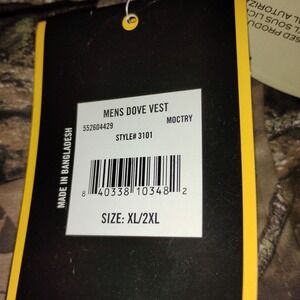 MENS DOVE VEST
552604429 MOCTRY
STYLE# 3101
8 40338 10348 2
SIZE: XL/2XL
MADE IN BANGLADESH